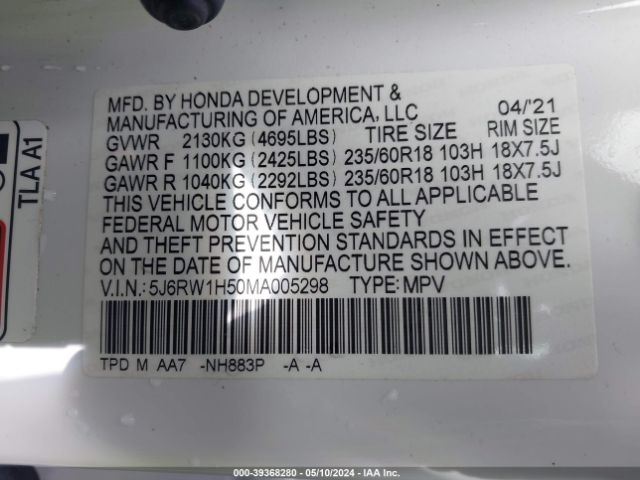 MFD. BY HONDA DEVELOPMENT &
MANUFACTURING OF AMERICA, LLC 04/'21
GVWR 2130KG (4695LBS) TIRE SIZE RIM SIZE
GAWR F 1100KG (2425LBS) 235/60R18 103H 18X7.5J
GAWR R 1040KG (2292LBS) 235/60R18 103H 18X7.5J
THIS VEHICLE CONFORMS TO ALL APPLICABLE
FEDERAL MOTOR VEHICLE SAFETY
AND THEFT PREVENTION STANDARDS IN EFFECT
ON THE DATE OF MANUFACTURE SHOWN ABOVE.
V.I.N.: 5J6RW1H50MA005298 TYPE: MPV
TPD M AA7 -NH883P -A -A
TLA A1
000-39368280 - 05/10/2024 - IAA Inc.